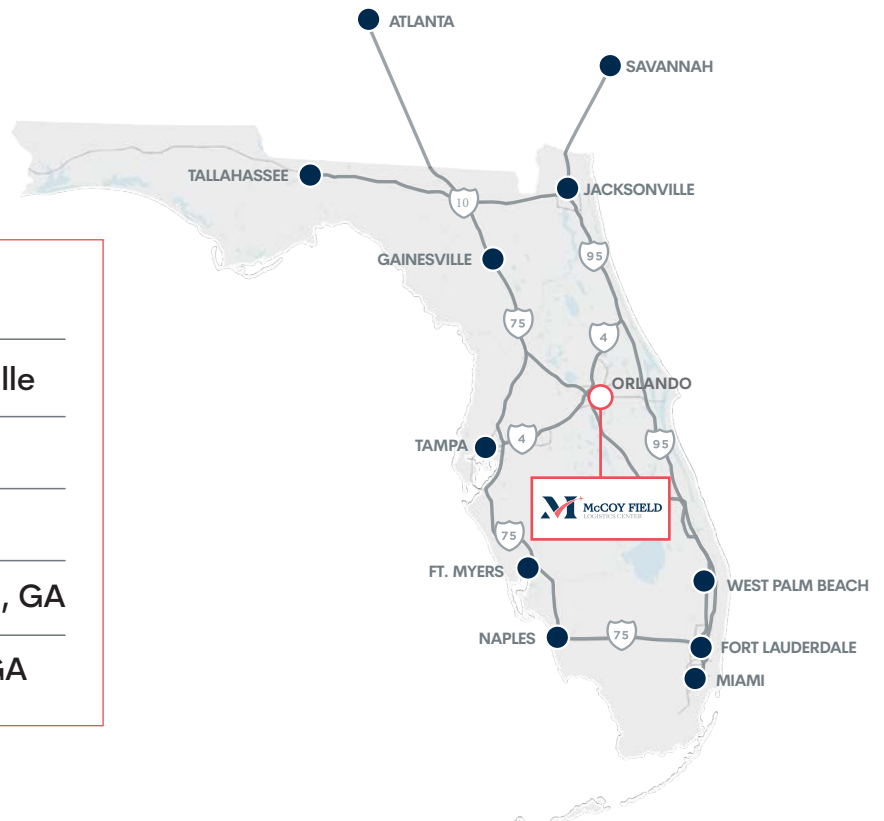 ATLANTA
SAVANNAH
TALLAHASSEE
JACKSONVILLE
10
GAINESVILLE
95
75
4
ORLANDO
lle
TAMPA
4
95
McCOY FIELD
LOGISTICS CENTER
75
FT. MYERS
WEST PALM BEACH
, GA
NAPLES
75
FORT LAUDERDALE
GA
MIAMI